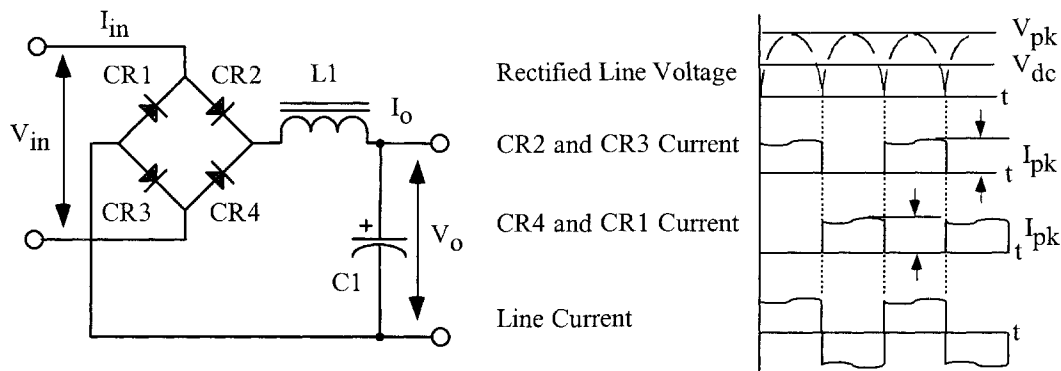 I_in
CR1
CR2
L1
I_o
V_in
CR3
CR4
+
C1
V_o
Rectified Line Voltage
V_pk
V_dc
t
CR2 and CR3 Current
t
I_pk
CR4 and CR1 Current
t
I_pk
Line Current
t